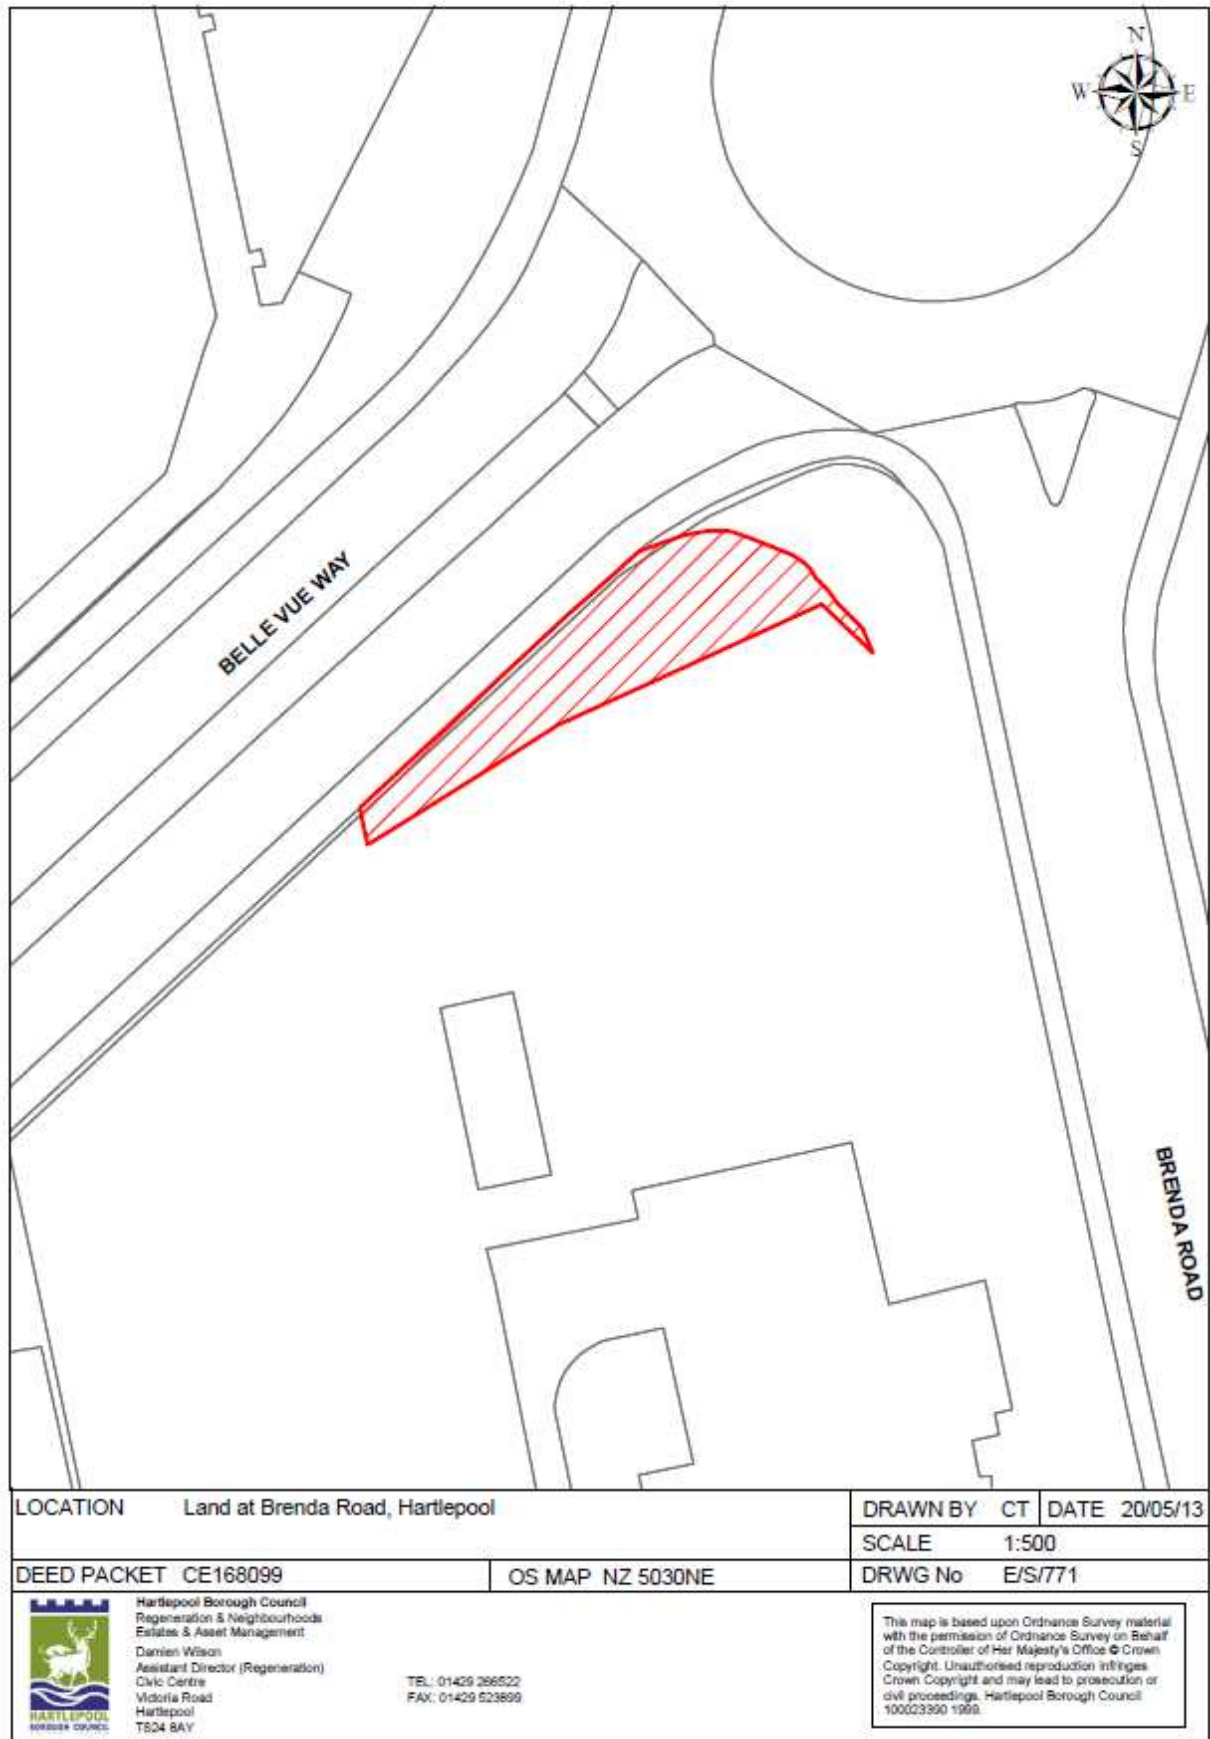 N
W E
S
BELLE VUE WAY
BRENDA ROAD
LOCATION Land at Brenda Road, Hartlepool
DRAWN BY CT DATE 20/05/13
SCALE 1:500
DEED PACKET CE168099
OS MAP NZ 5030NE
DRWG No E/S/771
HARTLEPOOL
BOROUGH COUNCIL
Hartlepool Borough Council
Regeneration & Neighbourhoods
Estates & Asset Management
Damien Wilson
Assistant Director (Regeneration)
Civic Centre
Victoria Road
Hartlepool
TS24 8AY
TEL: 01429 266522
FAX: 01429 523899
This map is based upon Ordnance Survey material
with the permission of Ordnance Survey on Behalf
of the Controller of Her Majesty's Office © Crown
Copyright. Unauthorised reproduction infringes
Crown Copyright and may lead to prosecution or
civil proceedings. Hartlepool Borough Council
100023390 1999.